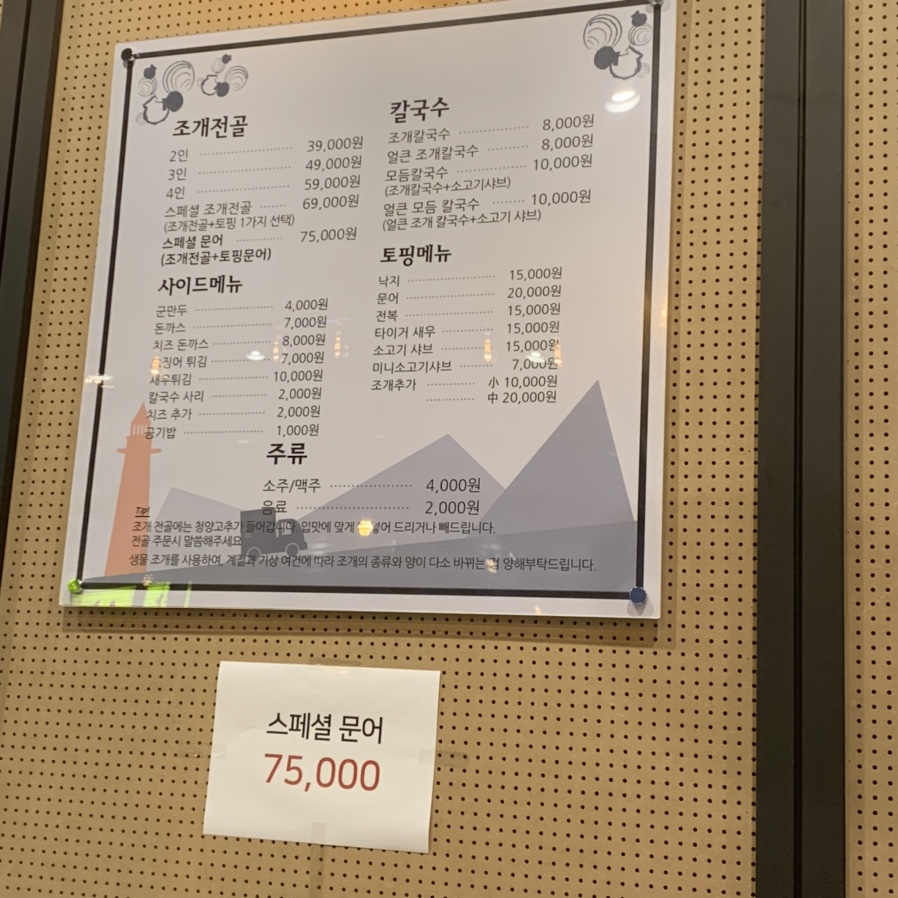 조개전골
2인 39,000원
3인 49,000원
4인 59,000원
스페셜 조개전골 69,000원
(조개전골+토핑 1가지 선택)
스페셜 문어 75,000원
(조개전골+토핑문어)
사이드메뉴
군만두 4,000원
돈까스 7,000원
치즈 돈까스 8,000원
오징어 튀김 7,000원
새우튀김 10,000원
칼국수 사리 2,000원
치즈 추가 2,000원
공기밥 1,000원
칼국수
조개칼국수 8,000원
얼큰 조개칼국수 8,000원
모듬칼국수 10,000원
(조개칼국수+소고기샤브)
얼큰 모듬 칼국수 10,000원
(얼큰 조개 칼국수+소고기 샤브)
토핑메뉴
낙지 15,000원
문어 20,000원
전복 15,000원
타이거 새우 15,000원
소고기 샤브 15,000원
미니소고기샤브 7,000원
조개추가 小 10,000원
中 20,000원
주류
소주/맥주 4,000원
음료 2,000원
Tip!
조개 전골에는 청양고추가 들어갑니다. 입맛에 맞게 넣어 드리거나 빼드립니다.
전골 주문시 말씀해주세요
생물 조개를 사용하여, 계절과 기상 여건에 따라 조개의 종류와 양이 다소 바뀌는 양해부탁드립니다.
스페셜 문어
75,000